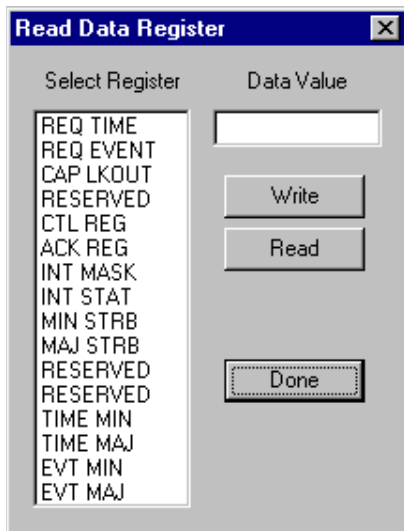 Read Data Register
Select Register
Data Value
REQ TIME
REQ EVENT
CAP LKOUT
RESERVED
CTL REG
ACK REG
INT MASK
INT STAT
MIN STRB
MAJ STRB
RESERVED
RESERVED
TIME MIN
TIME MAJ
EVT MIN
EVT MAJ
Write
Read
Done